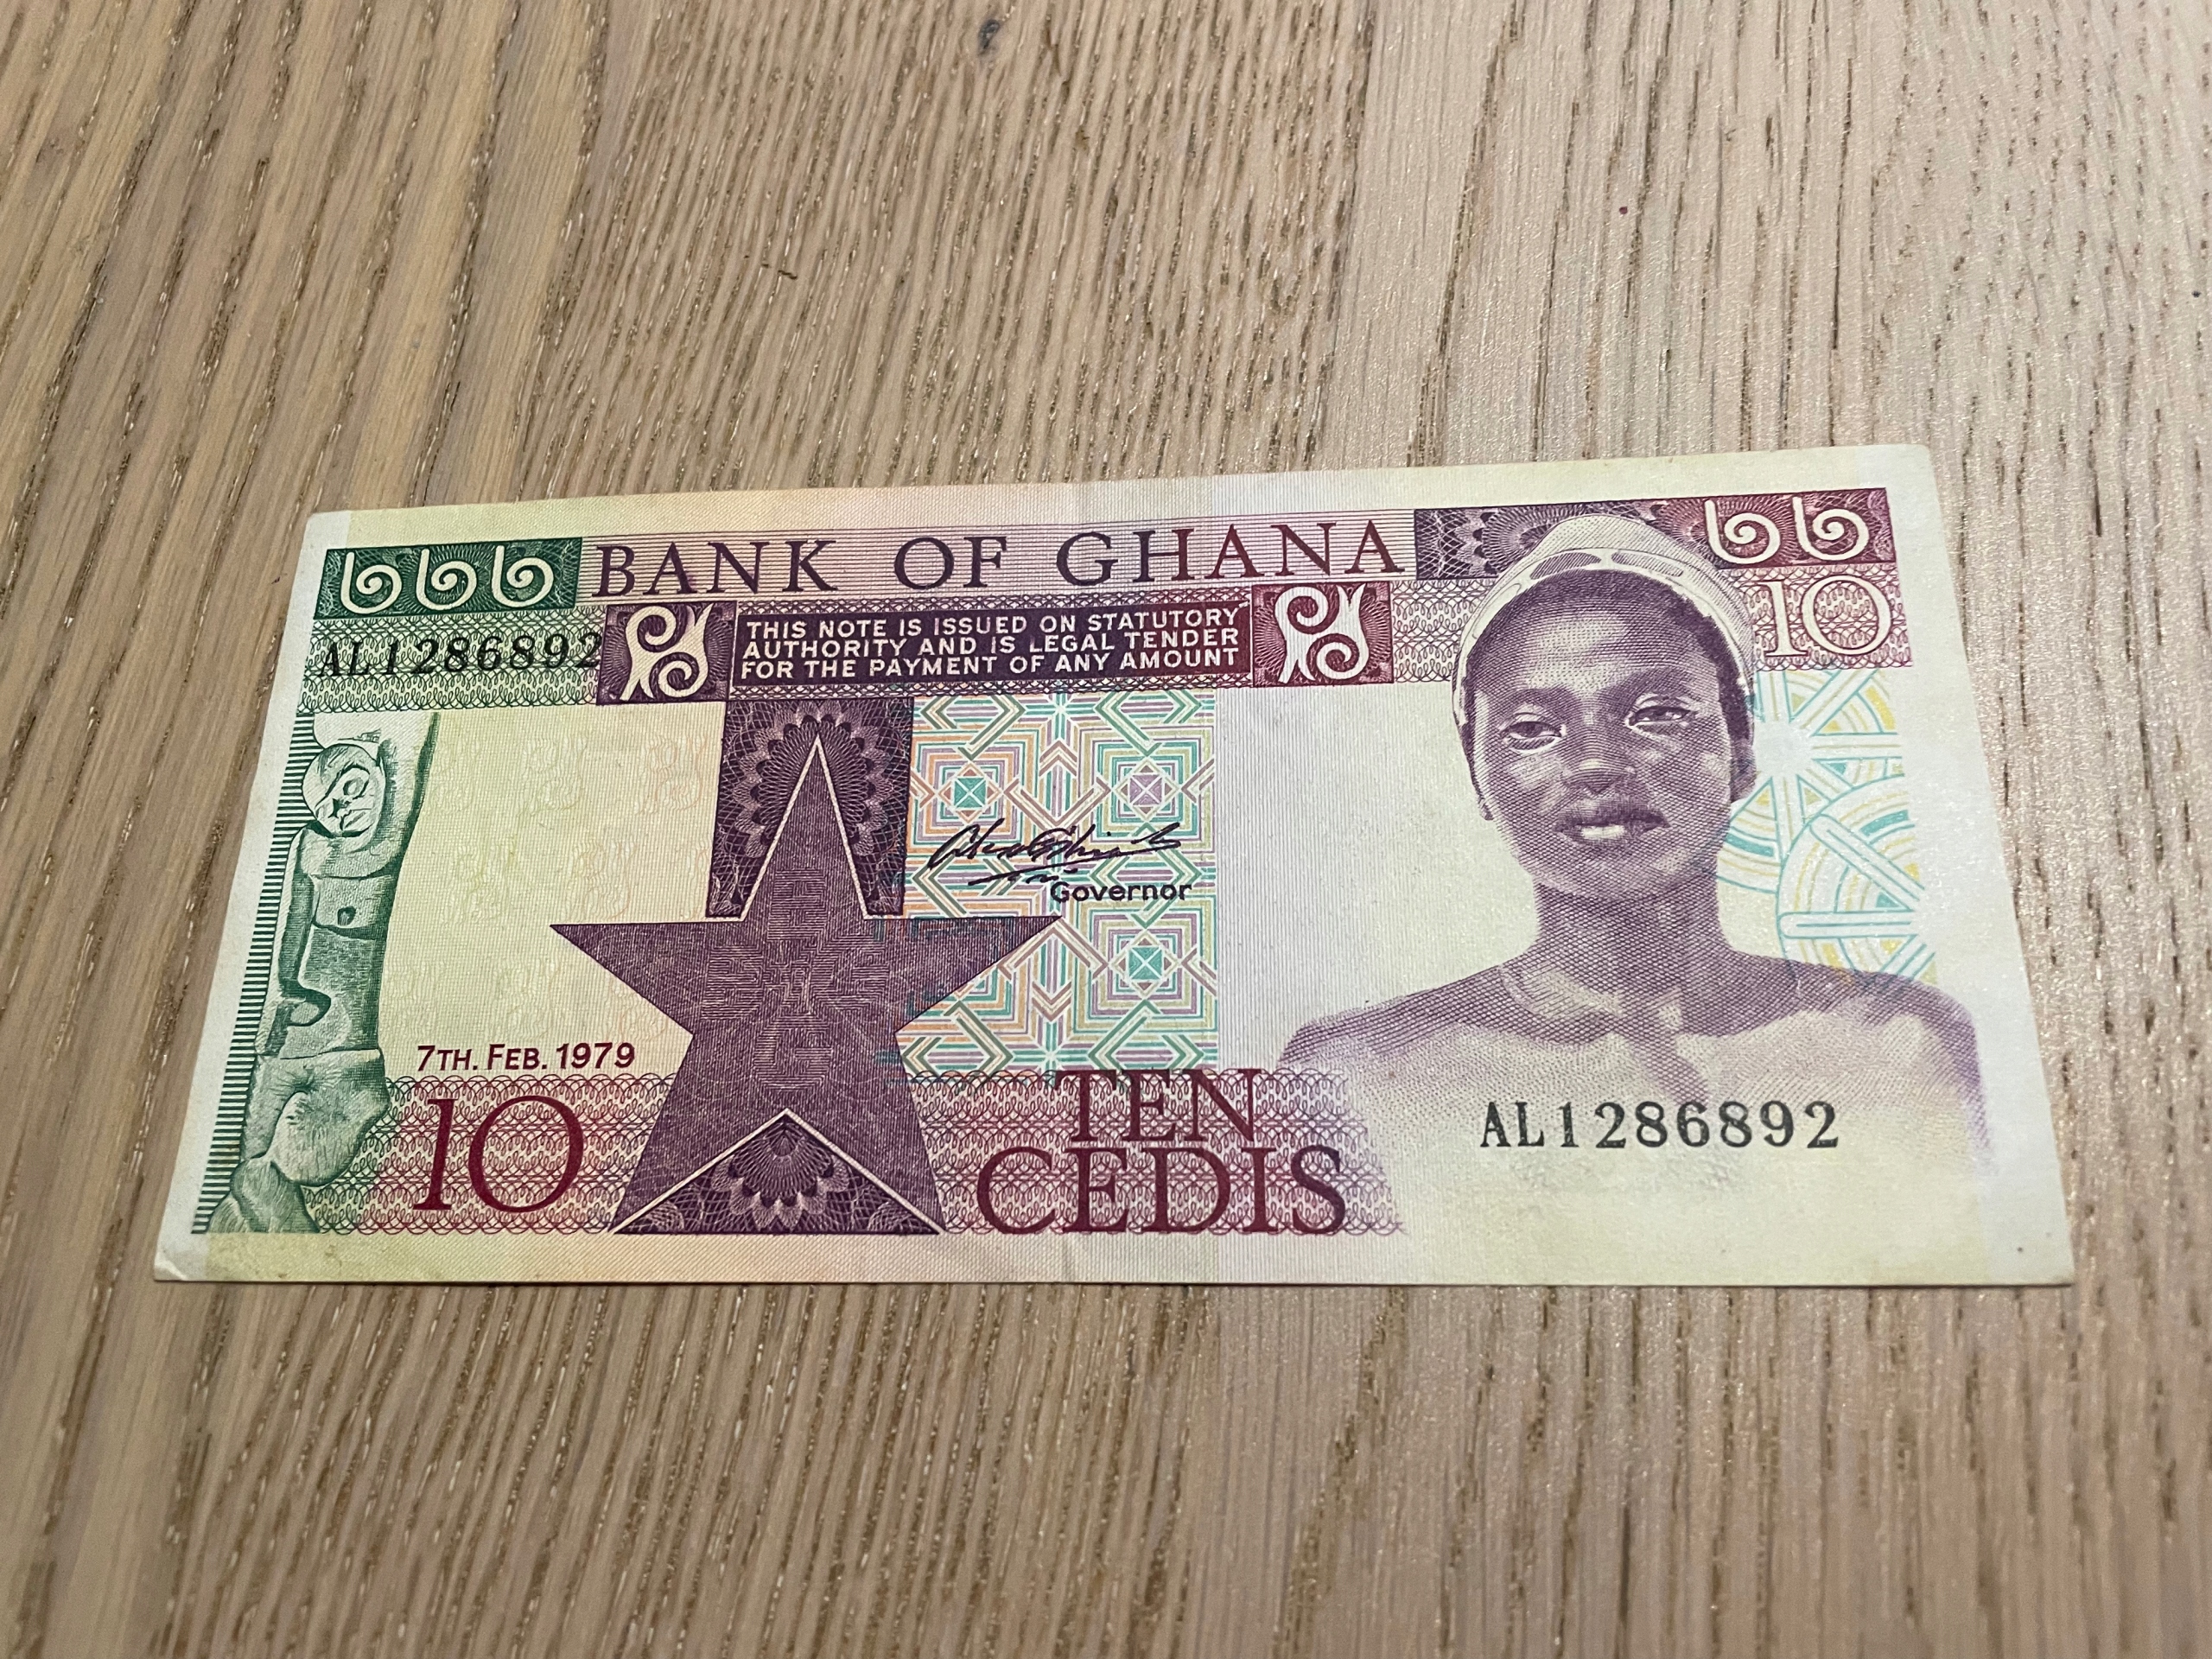 BANK OF GHANA
10
AL1286892
THIS NOTE IS ISSUED ON STATUTORY
AUTHORITY AND IS LEGAL TENDER
FOR THE PAYMENT OF ANY AMOUNT
Governor
7TH. FEB. 1979
10
TEN
CEDIS
AL1286892